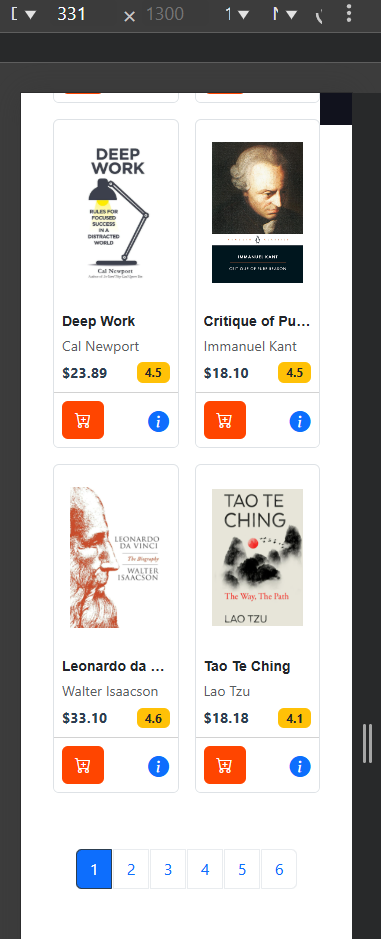 331 × 1300
DEEP
WORK
RULES FOR
FOCUSED
SUCCESS
IN A
DISTRACTED
WORLD
Cal Newport
IMMANUEL KANT
CRITIQUE OF PURE REASON
Deep Work
Critique of Pu...
Cal Newport
Immanuel Kant
$23.89 4.5
$18.10 4.5
LEONARDO
DA VINCI
The Biography
WALTER
ISAACSON
TAO TE
CHING
The Way, The Path
LAO TZU
Leonardo da ...
Tao Te Ching
Walter Isaacson
Lao Tzu
$33.10 4.6
$18.18 4.1
1 2 3 4 5 6